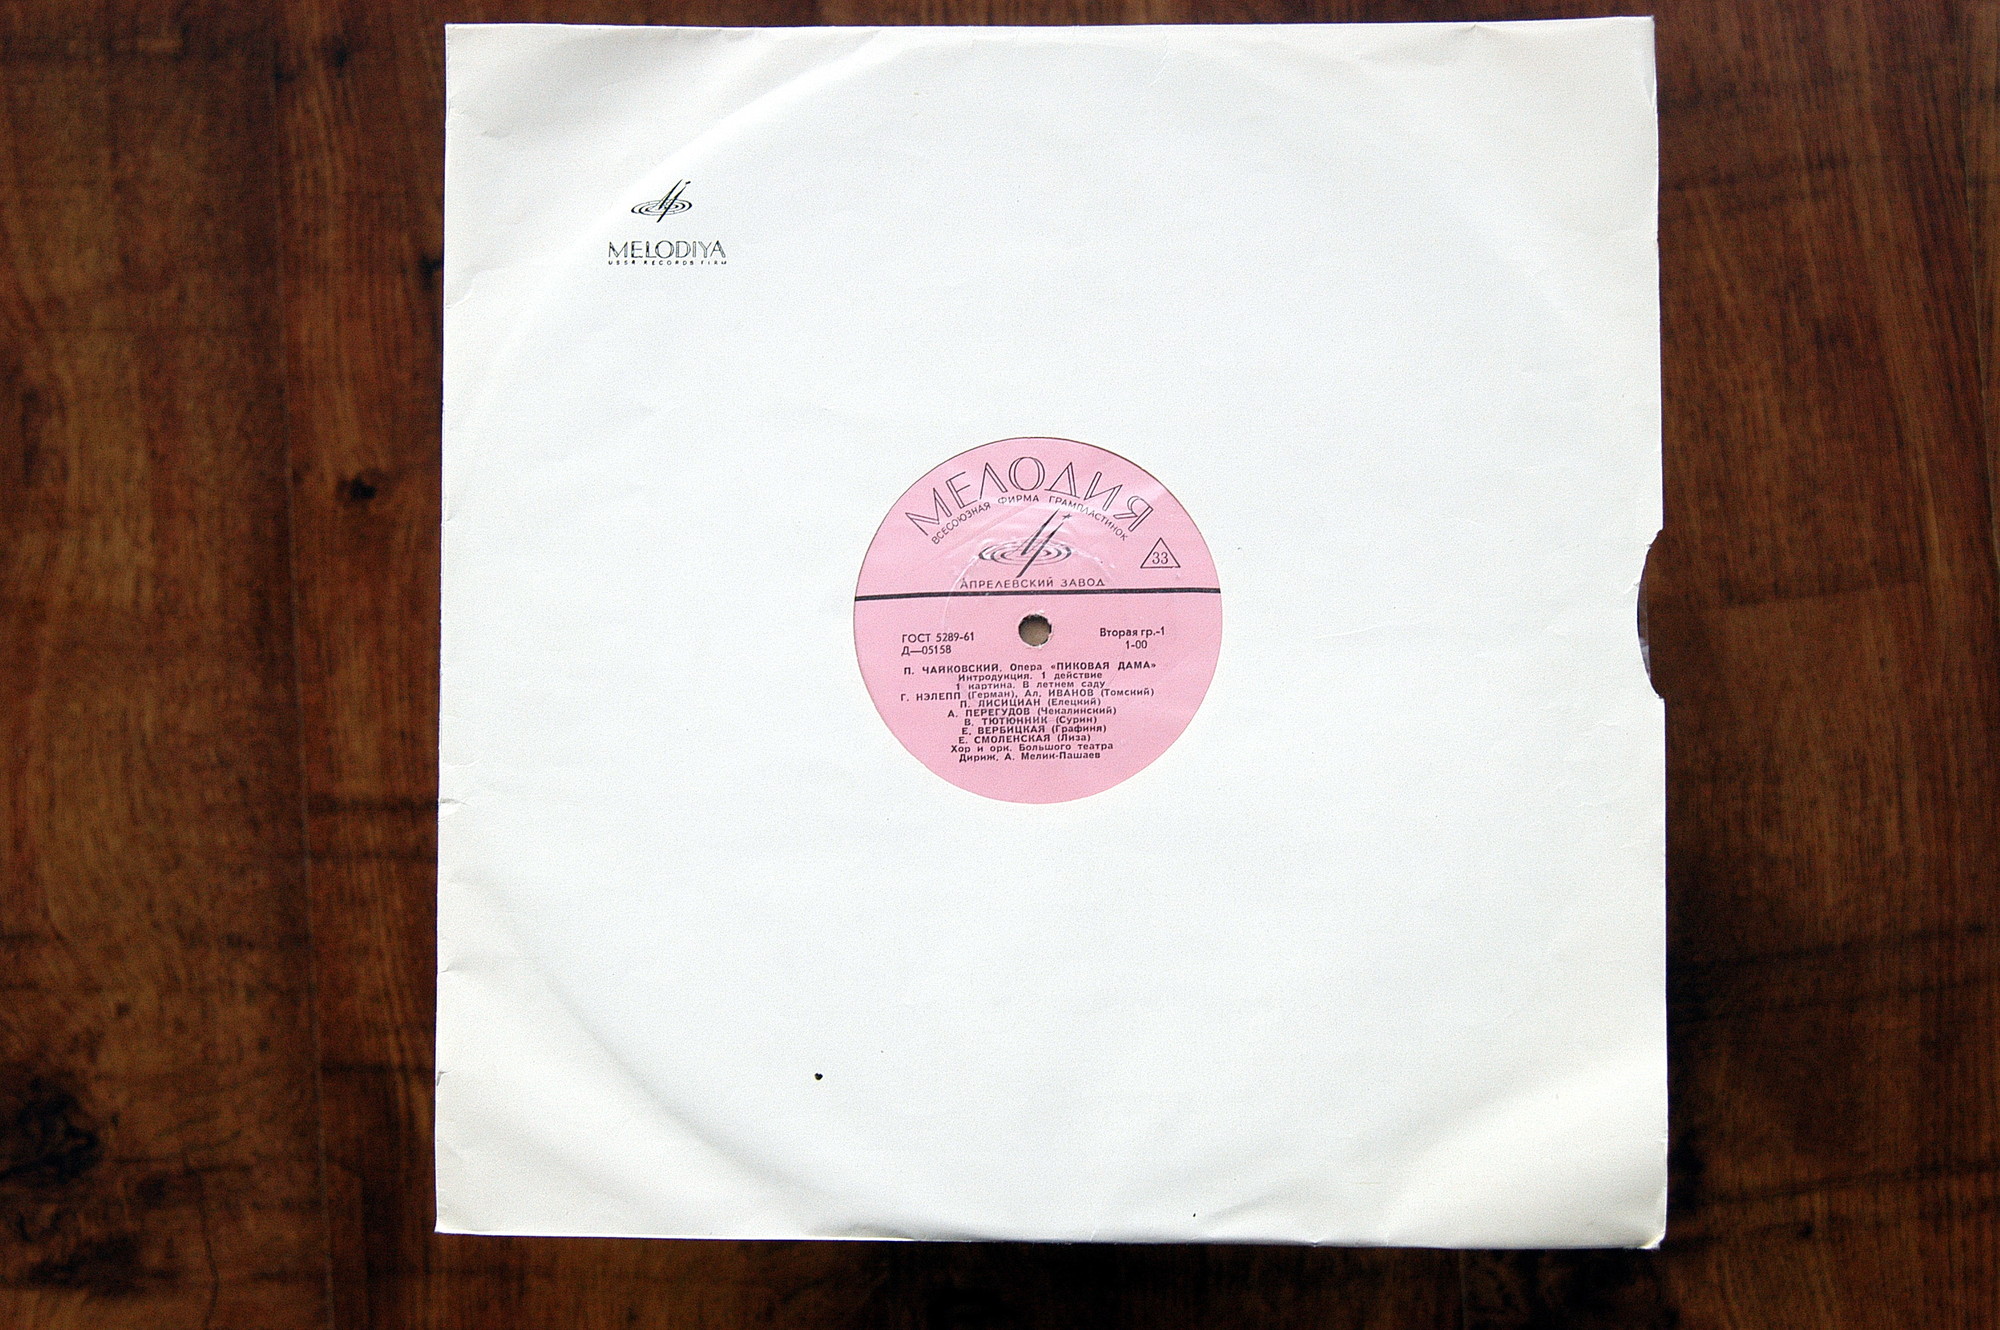 MELODIYA
USSR RECORDS FIRM
МЕЛОДИЯ
ВСЕСОЮЗНАЯ ФИРМА ГРАМПЛАСТИНОК
33
АПРЕЛЕВСКИЙ ЗАВОД
ГОСТ 5289-61 Вторая гр.-1
Д—05158 1-00
П. ЧАЙКОВСКИЙ. Опера «ПИКОВАЯ ДАМА»
Интродукция. 1 действие
1 картина. В летнем саду
Г. НЭЛЕПП (Герман), Ал. ИВАНОВ (Томский)
П. ЛИСИЦИАН (Елецкий)
А. ПЕРЕГУДОВ (Чекалинский)
В. ТЮТЮННИК (Сурин)
Е. ВЕРБИЦКАЯ (Графиня)
Е. СМОЛЕНСКАЯ (Лиза)
Хор и орк. Большого театра
Дириж. А. Мелик-Пашаев